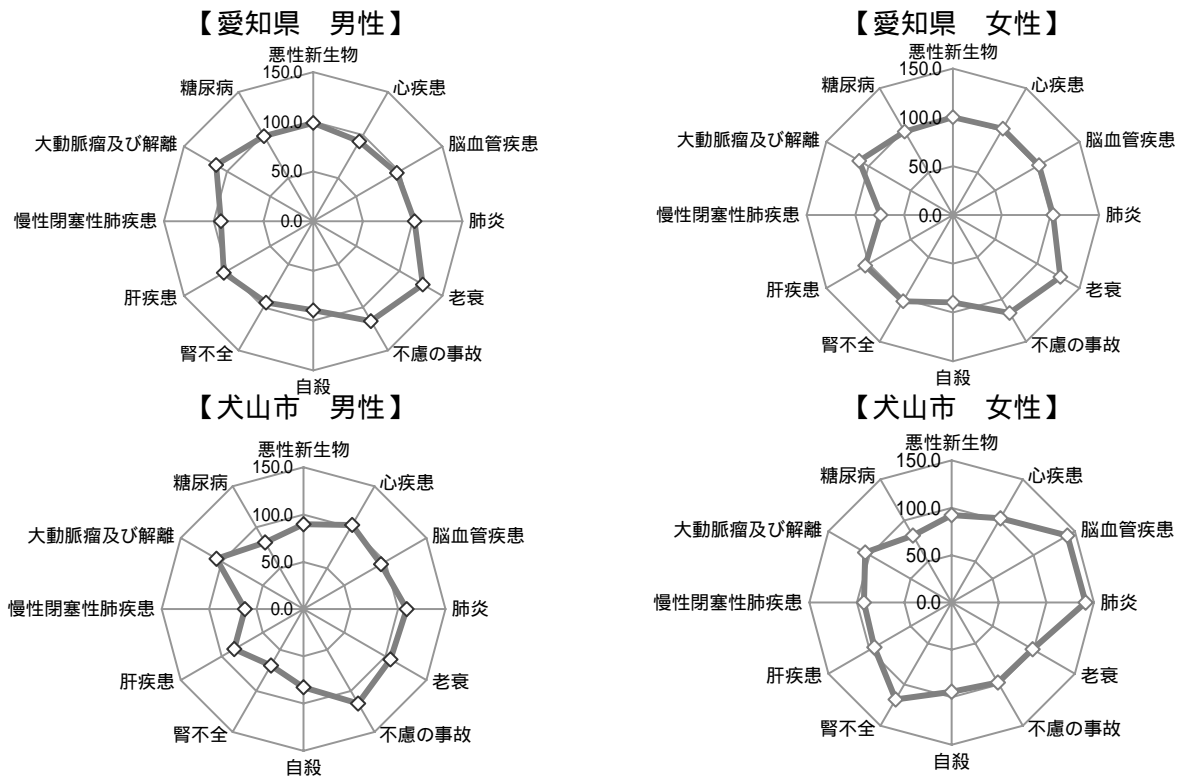 【愛知県　男性】
悪性新生物
150.0
心疾患
糖尿病
100.0
大動脈瘤及び解離
脳血管疾患
50.0
慢性閉塞性肺疾患
0.0
肺炎
肝疾患
老衰
腎不全
不慮の事故
自殺
【愛知県　女性】
悪性新生物
150.0
心疾患
糖尿病
100.0
大動脈瘤及び解離
脳血管疾患
50.0
慢性閉塞性肺疾患
0.0
肺炎
肝疾患
老衰
腎不全
不慮の事故
自殺
【犬山市　男性】
悪性新生物
150.0
心疾患
糖尿病
100.0
大動脈瘤及び解離
脳血管疾患
50.0
慢性閉塞性肺疾患
0.0
肺炎
肝疾患
老衰
腎不全
不慮の事故
自殺
【犬山市　女性】
悪性新生物
150.0
心疾患
糖尿病
100.0
大動脈瘤及び解離
脳血管疾患
50.0
慢性閉塞性肺疾患
0.0
肺炎
肝疾患
老衰
腎不全
不慮の事故
自殺